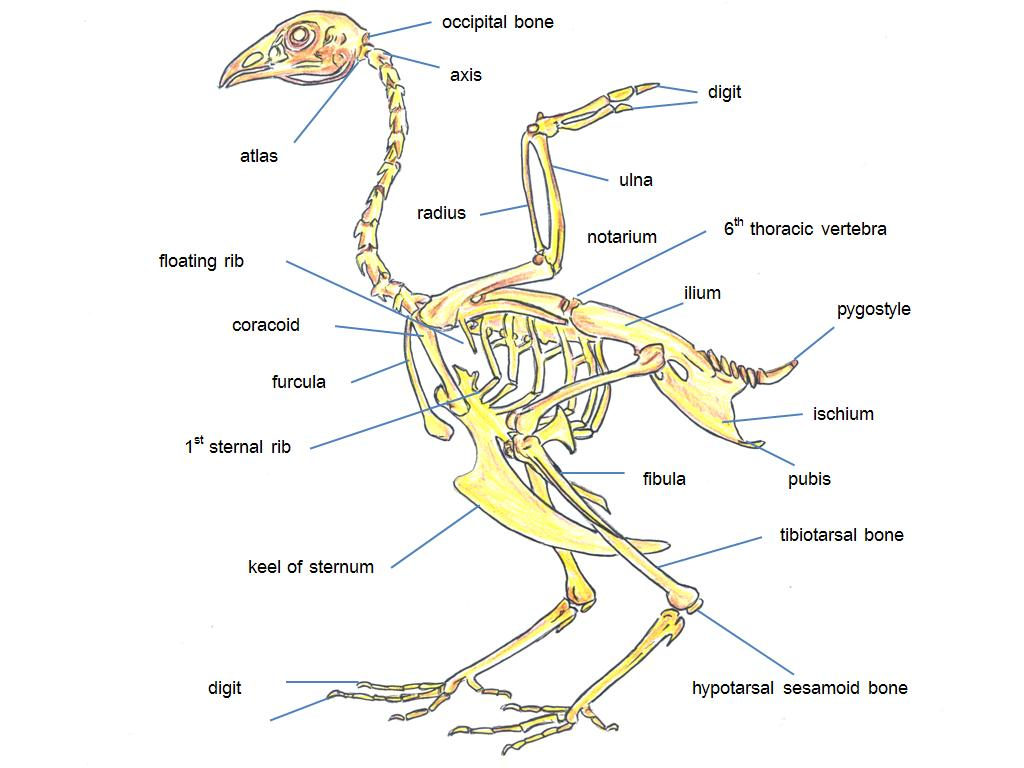 occipital bone
axis
digit
atlas
ulna
radius
6th thoracic vertebra
notarium
floating rib
ilium
pygostyle
coracoid
furcula
ischium
1st sternal rib
fibula
pubis
tibiotarsal bone
keel of sternum
digit
hypotarsal sesamoid bone